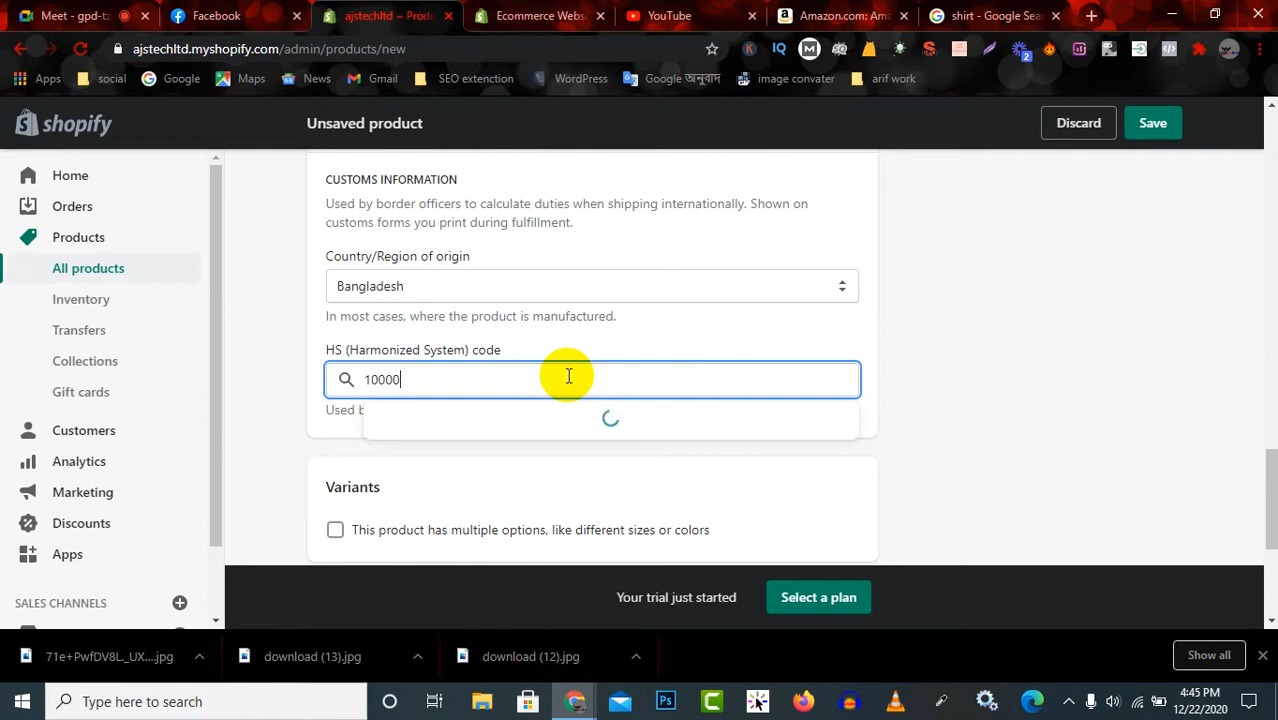 Meet - gpd-tz
Facebook
ajstechltd ~ Produ
Ecommerce Webs
YouTube
Amazon.com: Ama
shirt - Google Sea
ajstechltd.myshopify.com/admin/products/new
Apps
social
Google
Maps
News
Gmail
SEO extenction
WordPress
Google অনুবাদ
image convater
arif work
shopify
Unsaved product
Discard
Save
Home
Orders
Products
All products
Inventory
Transfers
Collections
Gift cards
Customers
Analytics
Marketing
Discounts
Apps
SALES CHANNELS
CUSTOMS INFORMATION
Used by border officers to calculate duties when shipping internationally. Shown on
customs forms you print during fulfillment.
Country/Region of origin
Bangladesh
In most cases, where the product is manufactured.
HS (Harmonized System) code
10000
Used b
Variants
This product has multiple options, like different sizes or colors
Your trial just started
Select a plan
71e+PwfDV8L._UX....jpg
download (13).jpg
download (12).jpg
Show all
Type here to search
4:45 PM
12/22/2020